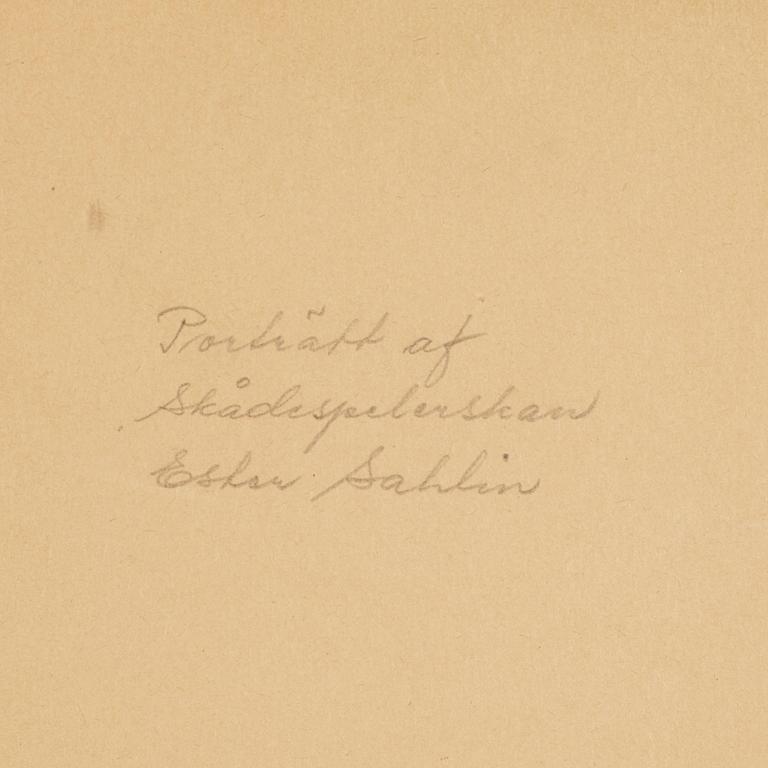 Porträtt af
Skådespelerskan
Ester Sahlin